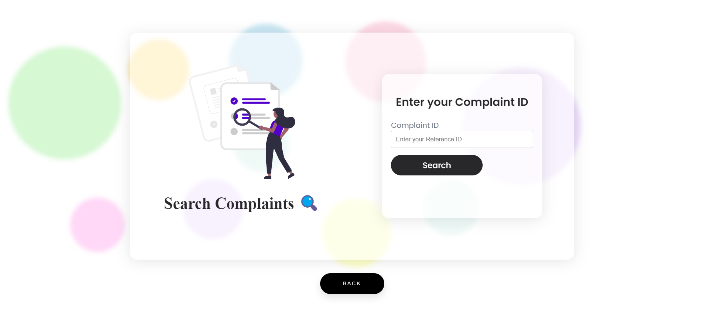 Enter your Complaint ID
Complaint ID
Enter your Reference ID
Search
Search Complaints
BACK